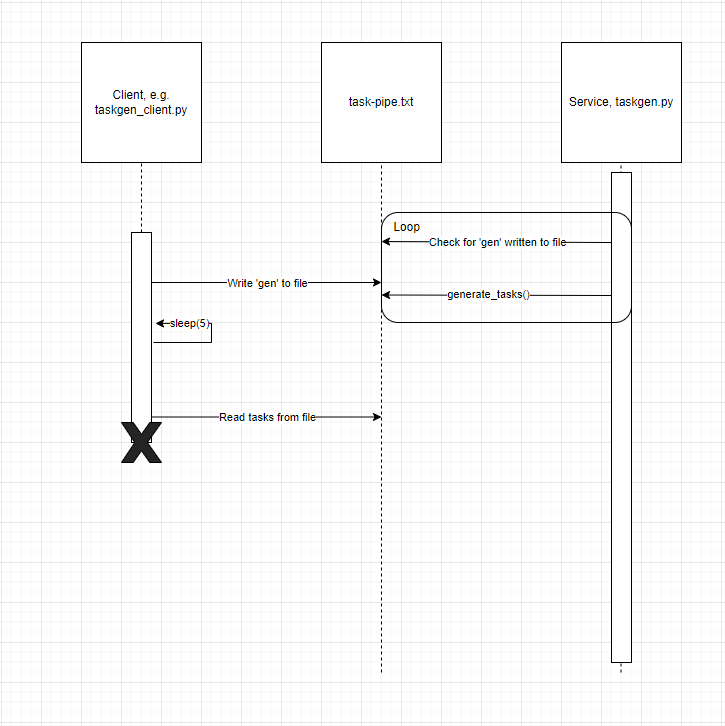 Client, e.g.
taskgen_client.py
task-pipe.txt
Service, taskgen.py
Loop
Check for 'gen' written to file
Write 'gen' to file
generate_tasks()
sleep(5)
Read tasks from file